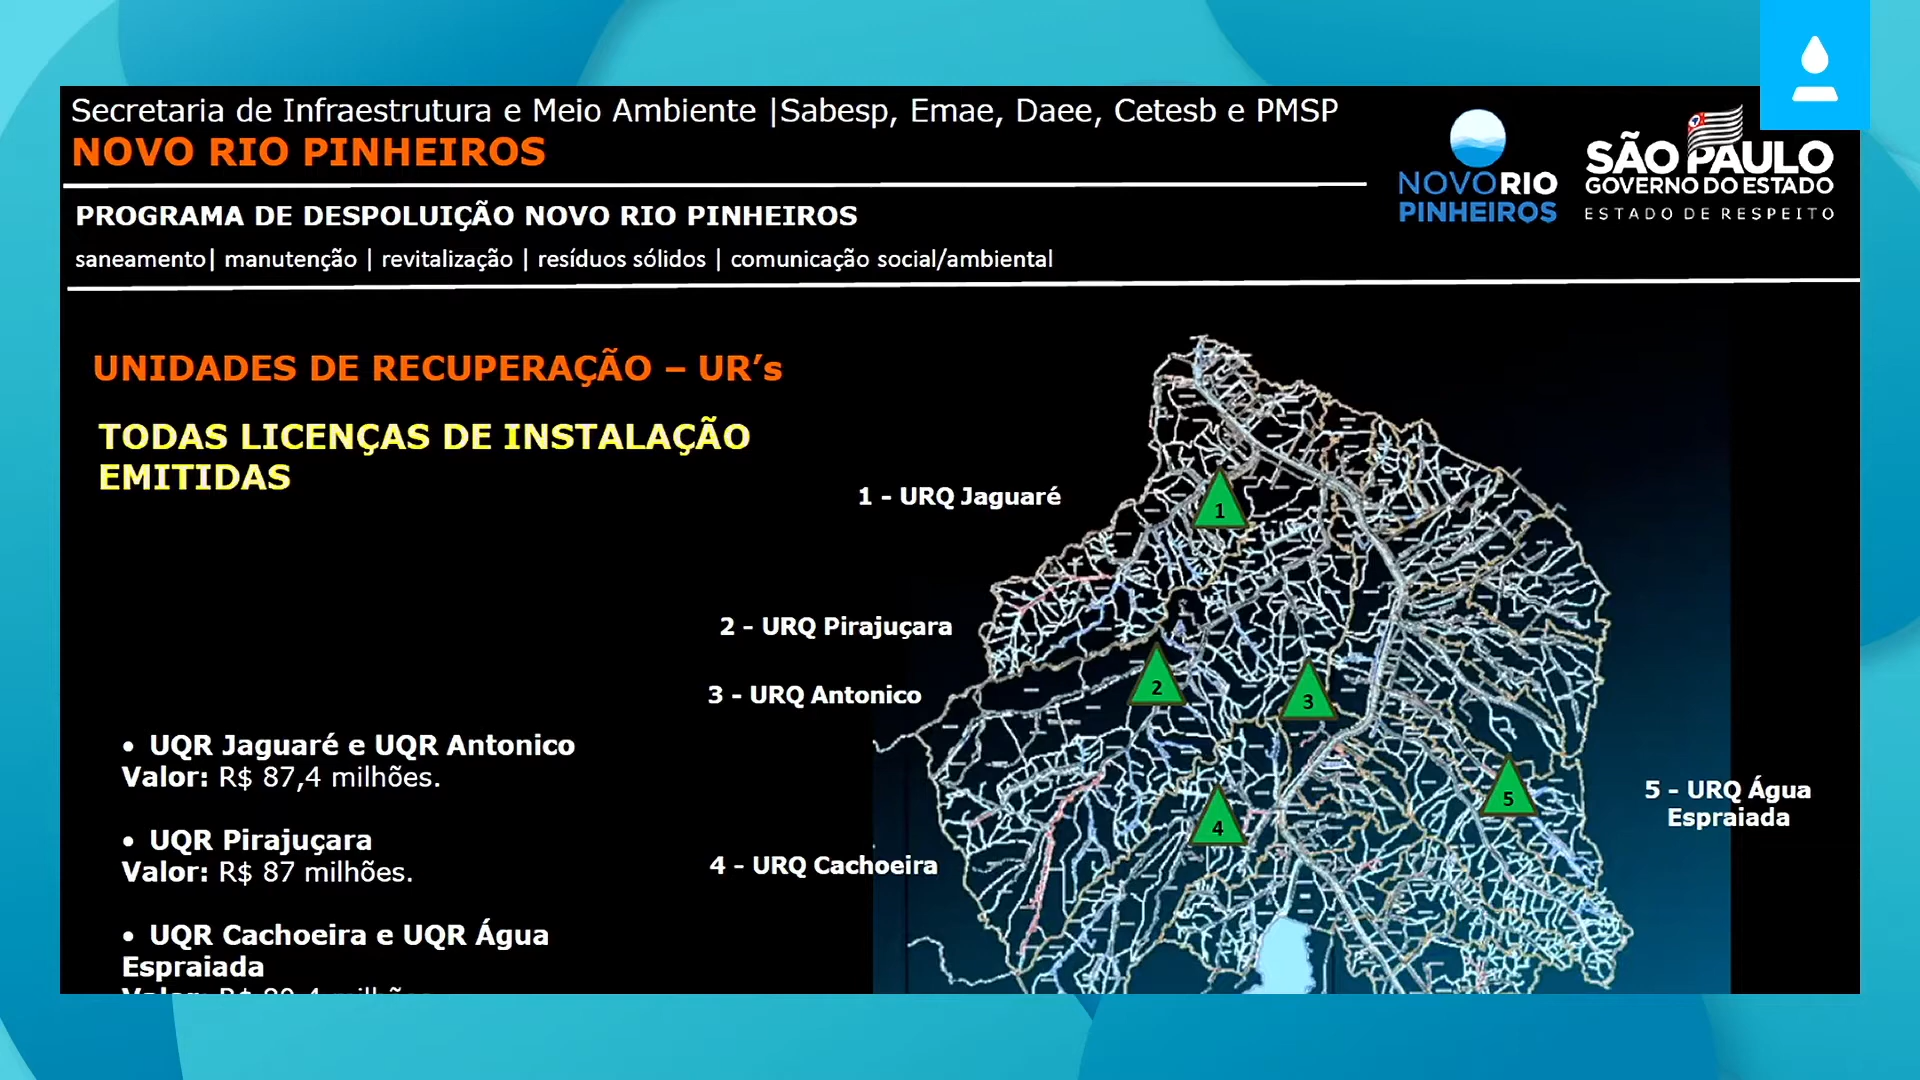 Secretaria de Infraestrutura e Meio Ambiente |Sabesp, Emae, Daee, Cetesb e PMSP
NOVO RIO PINHEIROS
NOVORIO
PINHEIROS
SÃO PAULO
GOVERNO DO ESTADO
ESTADO DE RESPEITO
PROGRAMA DE DESPOLUIÇÃO NOVO RIO PINHEIROS
saneamento| manutenção | revitalização | resíduos sólidos | comunicação social/ambiental
UNIDADES DE RECUPERAÇÃO – UR’s
TODAS LICENÇAS DE INSTALAÇÃO
EMITIDAS
1 - URQ Jaguaré
1
2 - URQ Pirajuçara
2
3 - URQ Antonico
3
4 - URQ Cachoeira
4
5 - URQ Água
Espraiada
5
• UQR Jaguaré e UQR Antonico
Valor: R$ 87,4 milhões.
• UQR Pirajuçara
Valor: R$ 87 milhões.
• UQR Cachoeira e UQR Água
Espraiada